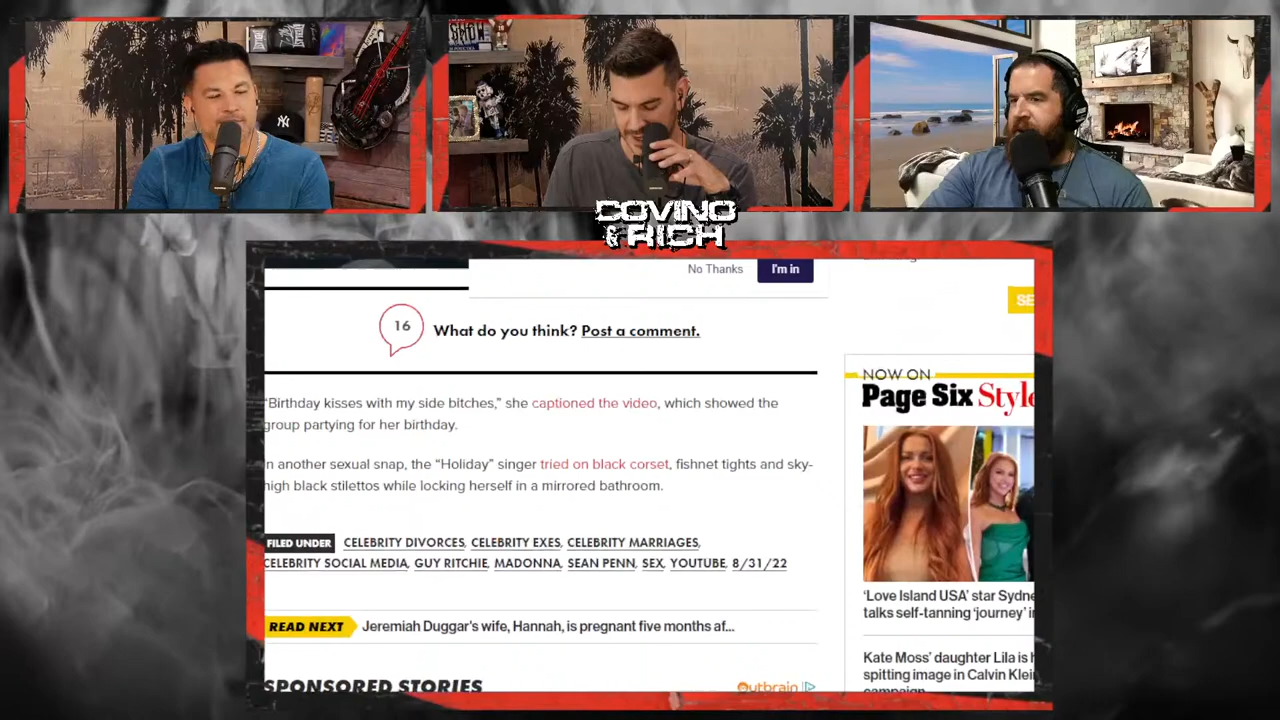 COVINO
& RICH
No Thanks
I'm in
16
What do you think? Post a comment.
SE
NOW ON
Page Six Style
"Birthday kisses with my side bitches," she captioned the video, which showed the
group partying for her birthday.
n another sexual snap, the "Holiday" singer tried on black corset, fishnet tights and sky-
high black stilettos while locking herself in a mirrored bathroom.
FILED UNDER CELEBRITY DIVORCES, CELEBRITY EXES, CELEBRITY MARRIAGES,
CELEBRITY SOCIAL MEDIA, GUY RITCHIE, MADONNA, SEAN PENN, SEX, YOUTUBE, 8/31/22
'Love Island USA' star Sydne
talks self-tanning 'journey' i
READ NEXT Jeremiah Duggar's wife, Hannah, is pregnant five months af...
Kate Moss' daughter Lila is h
spitting image in Calvin Klei
campaign
SPONSORED STORIES
Outbrain